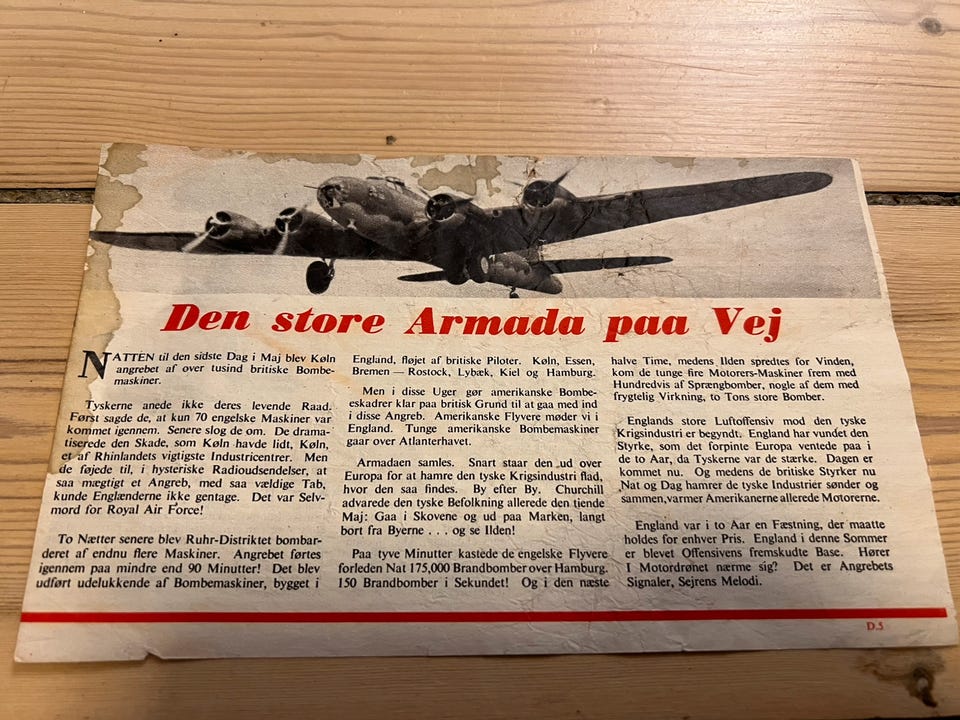 Den store Armada paa Vej
NATTEN til den sidste Dag i Maj blev Køln
angrebet af over tusind britiske Bombe-
maskiner.
Tyskerne anede ikke deres levende Raad.
Først sagde de, at kun 70 engelske Maskiner var
kommet igennem. Senere slog de om. De drama-
tiserede den Skade, som Køln havde lidt, Køln,
et af Rhinlandets vigtigste Industricentrer. Men
de føjede til, i hysteriske Radioudsendelser, at
saa mægtigt et Angreb, med saa vældige Tab,
kunde Englænderne ikke gentage. Det var Selv-
mord for Royal Air Force!
To Nætter senere blev Ruhr-Distriktet bombar-
deret af endnu flere Maskiner. Angrebet førtes
igennem paa mindre end 90 Minutter! Det blev
udført udelukkende af Bombemaskiner, bygget i
England, fløjet af britiske Piloter. Køln, Essen,
Bremen — Rostock, Lybæk, Kiel og Hamburg.
Men i disse Uger gør amerikanske Bombe-
eskadrer klar paa britisk Grund til at gaa med ind
i disse Angreb. Amerikanske Flyvere møder vi i
England. Tunge amerikanske Bombemaskiner
gaar over Atlanterhavet.
Armadaen samles. Snart staar den ud over
Europa for at hamre den tyske Krigsindustri flad,
hvor den saa findes. By efter By. Churchill
advarede den tyske Befolkning allerede den tiende
Maj: Gaa i Skovene og ud paa Marken, langt
bort fra Byerne . . . og se Ilden!
Paa tyve Minutter kastede de engelske Flyvere
forleden Nat 175,000 Brandbomber over Hamburg.
150 Brandbomber i Sekundet! Og i den næste
halve Time, medens Ilden spredtes for Vinden,
kom de tunge fire Motorers-Maskiner frem med
Hundredvis af Sprængbomber, nogle af dem med
frygtelig Virkning, to Tons store Bomber.
Englands store Luftoffensiv mod den tyske
Krigsindustri er begyndt. England har vundet den
Styrke, som det forpinte Europa ventede paa i
de to Aar, da Tyskerne var de stærke. Dagen er
kommet nu. Og medens de britiske Styrker nu
Nat og Dag hamrer de tyske Industrier sønder og
sammen, varmer Amerikanerne allerede Motorerne.
England var i to Aar en Fæstning, der maatte
holdes for enhver Pris. England i denne Sommer
er blevet Offensivens fremskudte Base. Hører
I Motordrønet nærme sig? Det er Angrebets
Signaler, Sejrens Melodi.
D.5